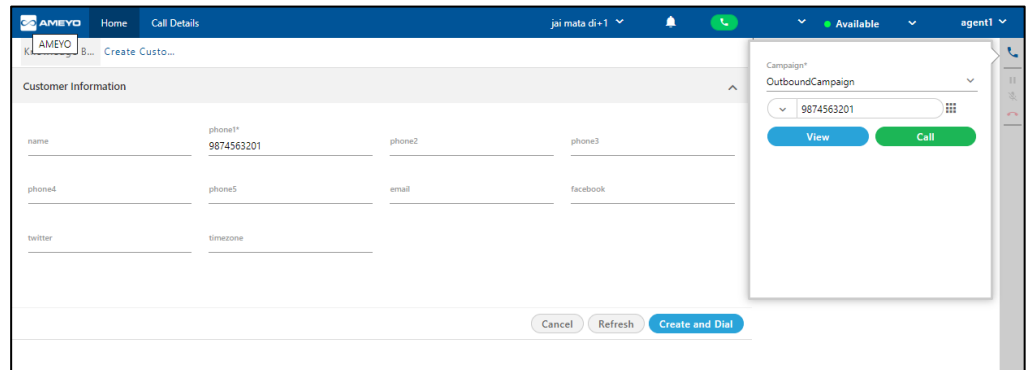 AMEYO Home Call Details jai mata di+1 Available agent1
AMEYO
B... Create Custo...
Customer Information
name phone1* phone2 phone3
9874563201
phone4 phone5 email facebook
twitter timezone
Cancel Refresh Create and Dial
Campaign*
OutboundCampaign
9874563201
View Call